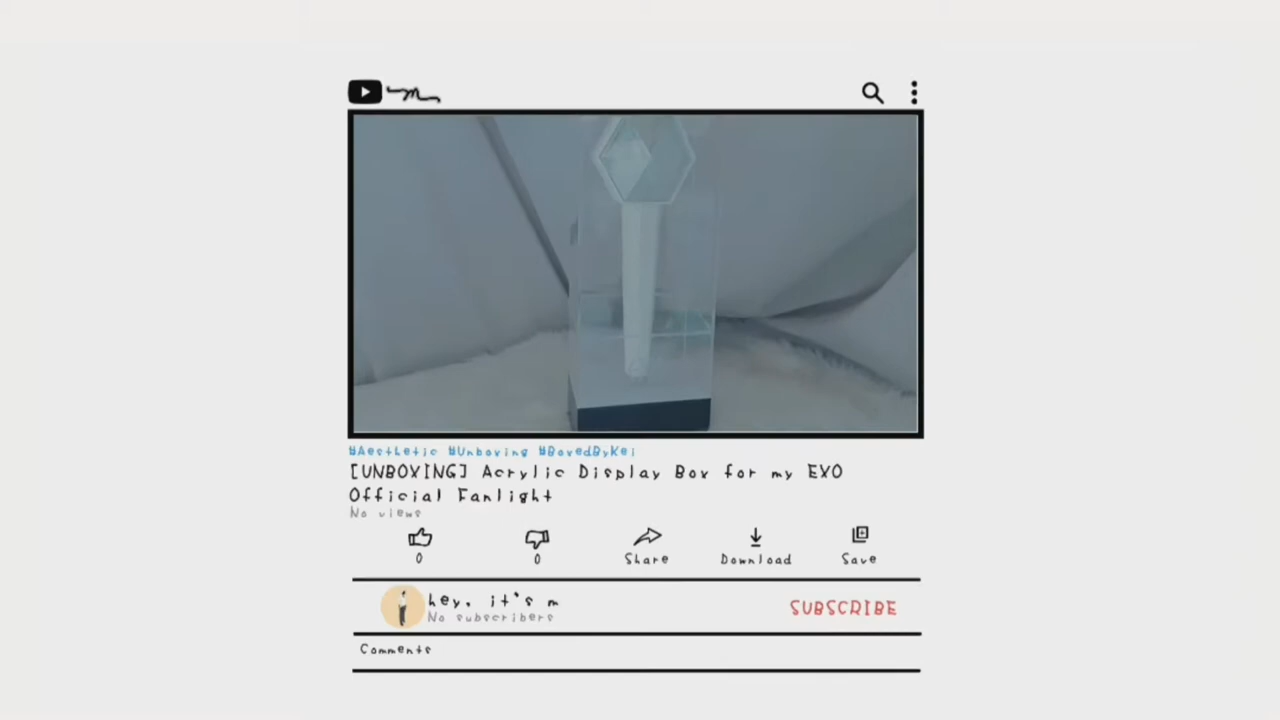 m
#Aesthetic #Unboxing #BoxedByKei
[UNBOXING] Acrylic Display Box for my EXO
Official Fanlight
No views
0
0
Share
Download
Save
hey, it's m
No subscribers
SUBSCRIBE
Comments